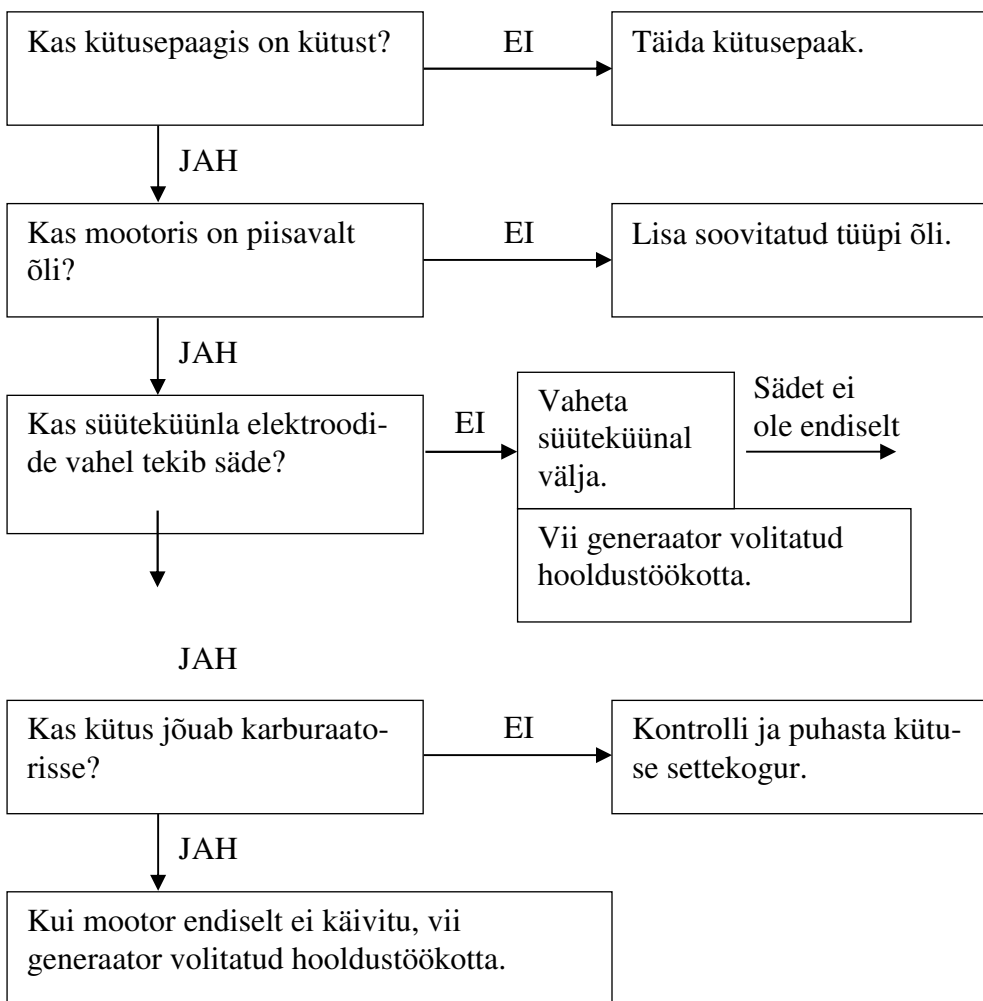 Kas kütusepaagis on kütust?
EI
Täida kütusepaak.
JAH
Kas mootoris on piisavalt
õli?
EI
Lisa soovitatud tüüpi õli.
JAH
Kas süüteküünla elektroodi-
de vahel tekib säde?
EI
Vaheta
süüteküünal
välja.
Sädet ei
ole endiselt
Vii generaator volitatud
hooldustöökotta.
JAH
Kas kütus jõuab karburaato-
risse?
EI
Kontrolli ja puhasta kütu-
se settekogur.
JAH
Kui mootor endiselt ei käivitu, vii
generaator volitatud hooldustöökotta.